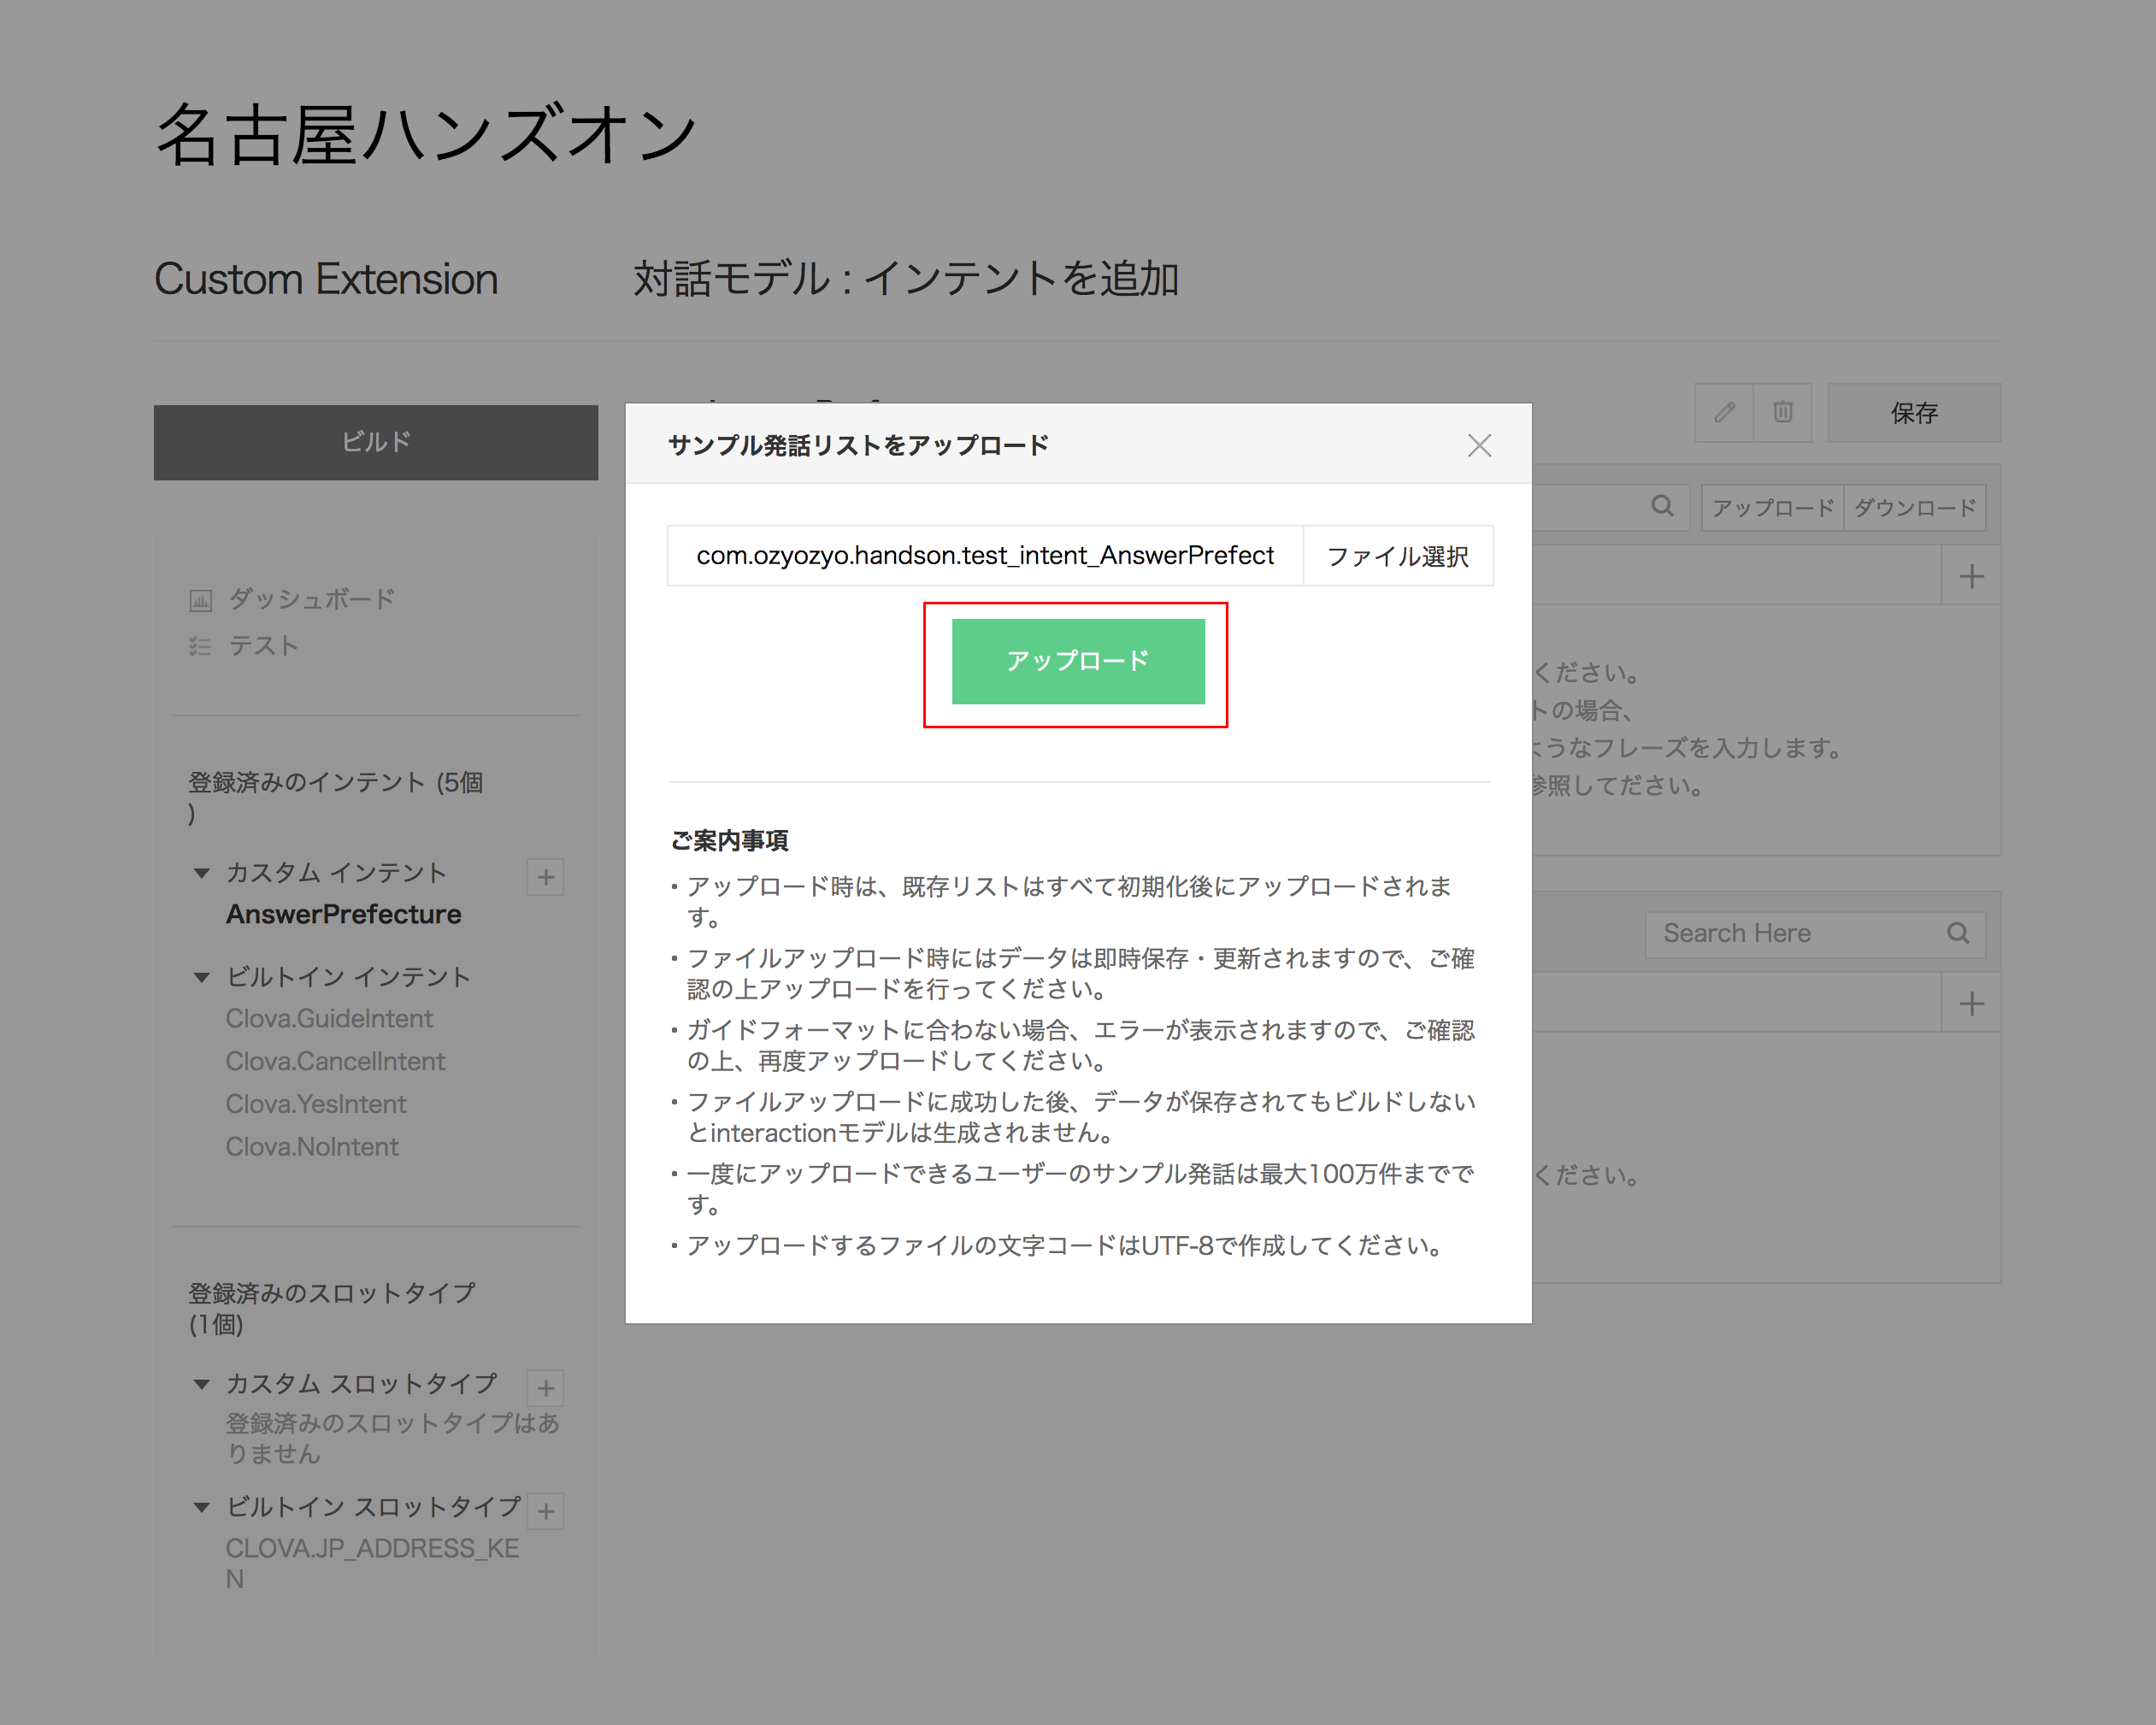 名古屋ハンズオン
Custom Extension
対話モデル : インテントを追加
ビルド
ダッシュボード
テスト
登録済みのインテント (5個
)
カスタム インテント
AnswerPrefecture
ビルトイン インテント
Clova.GuideIntent
Clova.CancelIntent
Clova.YesIntent
Clova.NoIntent
登録済みのスロットタイプ
(1個)
カスタム スロットタイプ
登録済みのスロットタイプはあ
りません
ビルトイン スロットタイプ
CLOVA.JP_ADDRESS_KE
N
サンプル発話リストをアップロード
com.ozyozyo.handson.test_intent_AnswerPrefect
ファイル選択
アップロード
ご案内事項
・アップロード時は、既存リストはすべて初期化後にアップロードされま
す。
・ファイルアップロード時にはデータは即時保存・更新されますので、ご確
認の上アップロードを行ってください。
・ガイドフォーマットに合わない場合、エラーが表示されますので、ご確認
の上、再度アップロードしてください。
・ファイルアップロードに成功した後、データが保存されてもビルドしない
とinteractionモデルは生成されません。
・一度にアップロードできるユーザーのサンプル発話は最大100万件までで
す。
・アップロードするファイルの文字コードはUTF-8で作成してください。
保存
アップロード
ダウンロード
ください。
トの場合、
ようなフレーズを入力します。
参照してださい。
Search Here
ください。